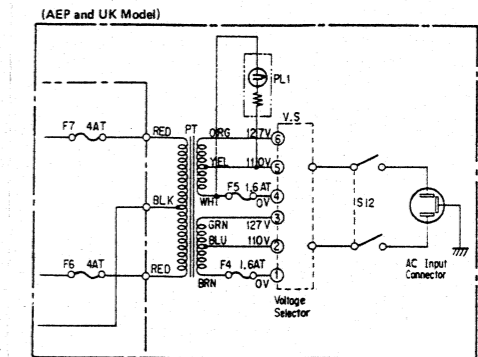 (AEP and UK Model)
PL1
V.S
F7 4AT
RED
PT
ORG 127V 6
YEL 110V 5
WHT F5 1.6AT 4
0V
BLK
GRN 127V 3
BLU 110V 2
F6 4AT
RED
F4 1.6AT 1
BRN 0V
S12
AC Input
Connector
Voltage
Selector